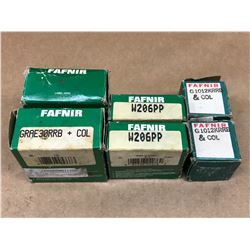 FAFNIR
FAFNIR
W206PP
FAFNIR
G1012KRRB
& COL
FAFNIR
GRAE30RRB + COL
FAFNIR
W206PP
FAFNIR
G1012KRRB
& COL